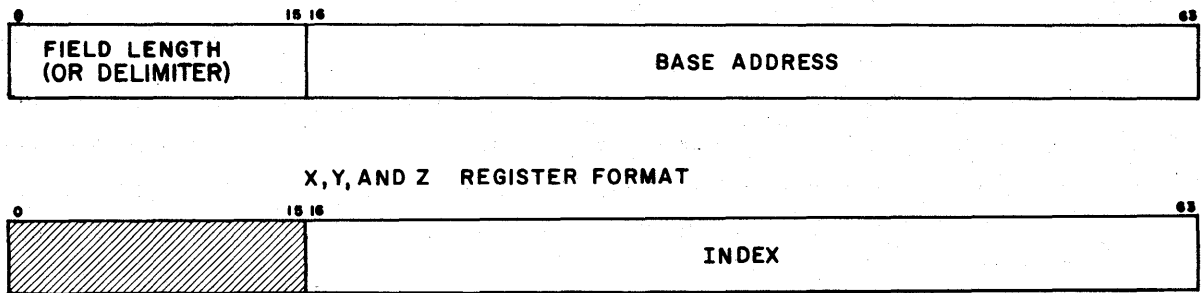 0 15 16 63
FIELD LENGTH
(OR DELIMITER)
BASE ADDRESS
X, Y, AND Z REGISTER FORMAT
0 15 16 63
INDEX